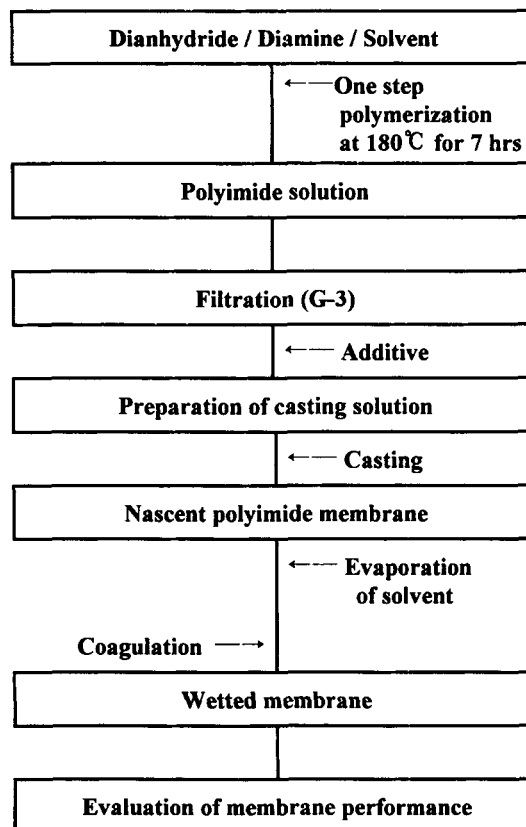 Dianhydride / Diamine / Solvent
One step
polymerization
at 180℃ for 7 hrs
Polyimide solution
Filtration (G-3)
Additive
Preparation of casting solution
Casting
Nascent polyimide membrane
Evaporation
of solvent
Coagulation
Wetted membrane
Evaluation of membrane performance